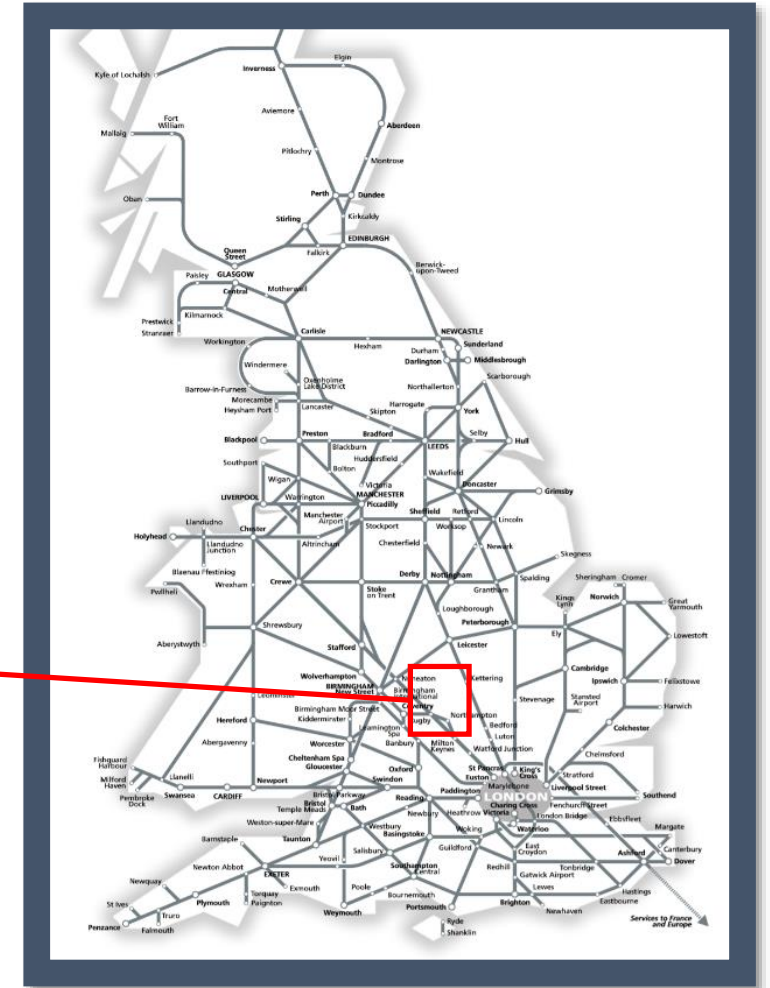 Elgin
Inverness
Kyle of Lochalsh
Aviemore
Fort
William
Mallaig
Aberdeen
Pitlochry
Montrose
Perth
Dundee
Oban
Stirling
Kirkcaldy
EDINBURGH
Queen
Street
Falkirk
Berwick-
upon-Tweed
Paisley
GLASGOW
Central
Motherwell
Prestwick
Kilmarnock
Stranraer
Carlisle
NEWCASTLE
Workington
Hexham
Sunderland
Durham
Darlington
Middlesbrough
Windermere
Scarborough
Oxenholme
Lake District
Barrow-in-Furness
Northallerton
Morecambe
Heysham Port
Lancaster
Harrogate
Skipton
York
Blackpool
Preston
Bradford
Selby
Blackburn
LEEDS
Hull
Huddersfield
Southport
Bolton
Wakefield
Wigan
Victoria
Doncaster
MANCHESTER
LIVERPOOL
Warrington
Piccadilly
Grimsby
Manchester
Airport
Sheffield
Retford
Llandudno
Chester
Stockport
Worksop
Lincoln
Holyhead
Llandudno
Junction
Altrincham
Chesterfield
Newark
Skegness
Blaenau Ffestiniog
Derby
Nottingham
Spalding
Sheringham
Cromer
Pwllheli
Wrexham
Crewe
Stoke
on Trent
Grantham
Kings
Lynn
Norwich
Great
Yarmouth
Loughborough
Shrewsbury
Peterborough
Ely
Lowestoft
Aberystwyth
Stafford
Leicester
Wolverhampton
Nuneaton
Kettering
Cambridge
BIRMINGHAM
New Street
Birmingham
International
Ipswich
Felixstowe
Leominster
Stevenage
Stansted
Airport
Coventry
Harwich
Birmingham Moor Street
Hereford
Kidderminster
Rugby
Northampton
Bedford
Colchester
Leamington
Spa
Luton
Abergavenny
Worcester
Banbury
Milton
Keynes
Watford Junction
Chelmsford
Cheltenham Spa
Gloucester
Oxford
St Pancras
King's
Cross
Fishguard
Harbour
Euston
Stratford
Milford
Haven
Llanelli
Newport
Swindon
Paddington
Marylebone
Liverpool Street
Pembroke
Dock
Swansea
CARDIFF
Bristol Parkway
Reading
LONDON
Southend
Bristol
Temple Meads
Bath
Newbury
Heathrow
Victoria
Charing Cross
Fenchurch Street
London Bridge
Weston-super-Mare
Westbury
Waterloo
Ebbsfleet
Margate
Barnstaple
Taunton
Basingstoke
Woking
Salisbury
Guildford
East
Croydon
Canterbury
Newton Abbot
Yeovil
Southampton
Central
Redhill
Tonbridge
Ashford
Dover
EXETER
Gatwick Airport
Newquay
Exmouth
Poole
Lewes
Hastings
St Ives
Plymouth
Torquay
Paignton
Bournemouth
Eastbourne
Truro
Weymouth
Portsmouth
Brighton
Newhaven
Penzance
Falmouth
Ryde
Shanklin
Services to France
and Europe